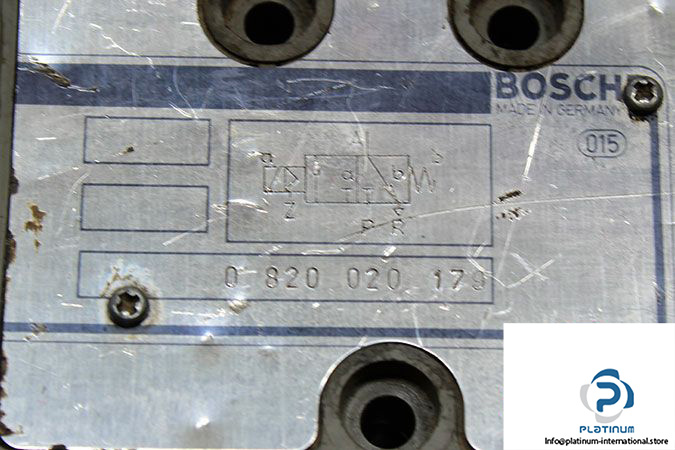 BOSCH
MADE IN GERMANY
015
A
a b
a b
Z
P R
0 820 020 179
PLATINUM
Info@platinum-international.store